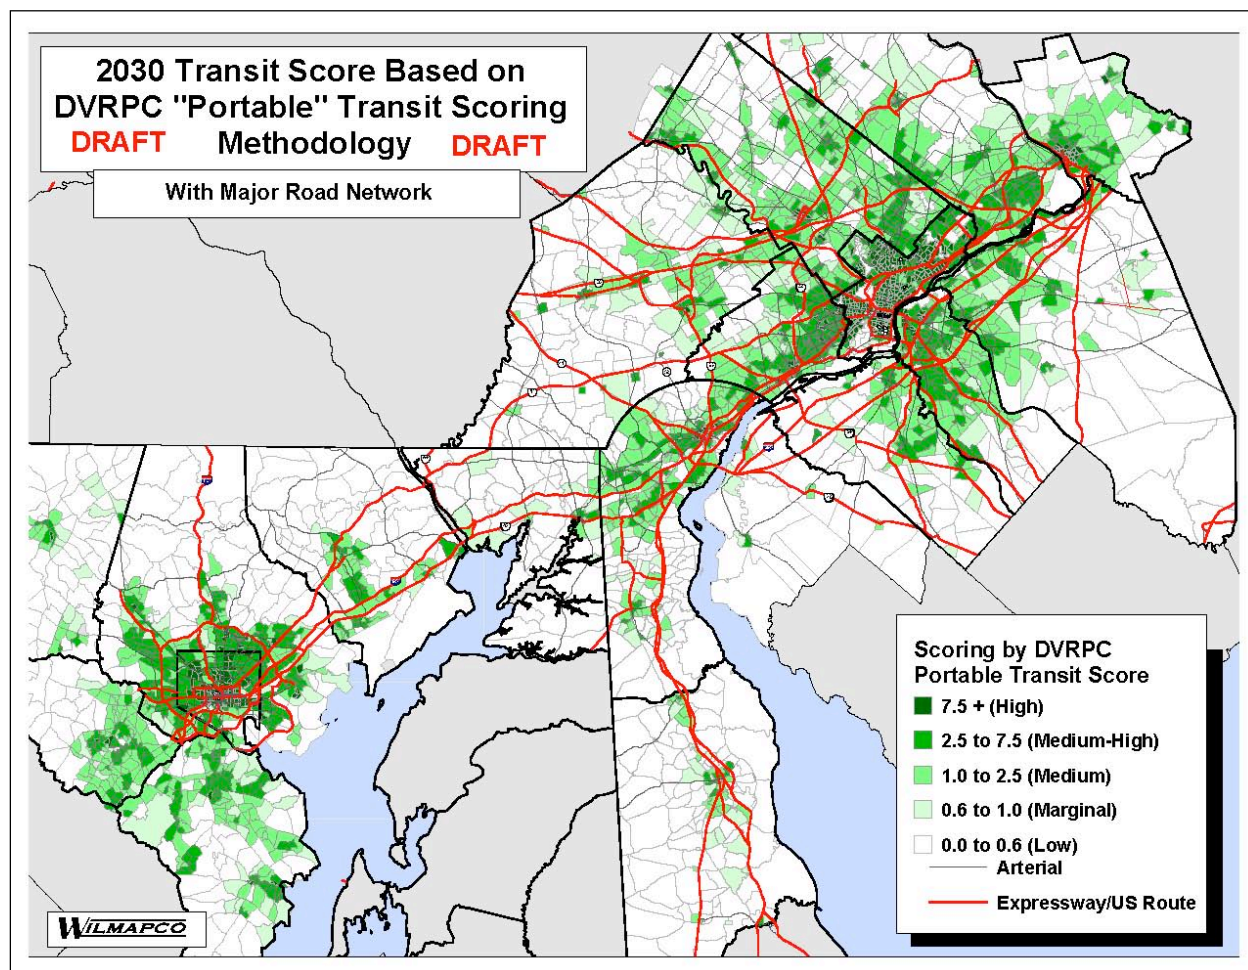 2030 Transit Score Based on
DVRPC "Portable" Transit Scoring
DRAFT Methodology DRAFT
With Major Road Network
Scoring by DVRPC
Portable Transit Score
7.5 + (High)
2.5 to 7.5 (Medium-High)
1.0 to 2.5 (Medium)
0.6 to 1.0 (Marginal)
0.0 to 0.6 (Low)
Arterial
Expressway/US Route
WILMAPCO